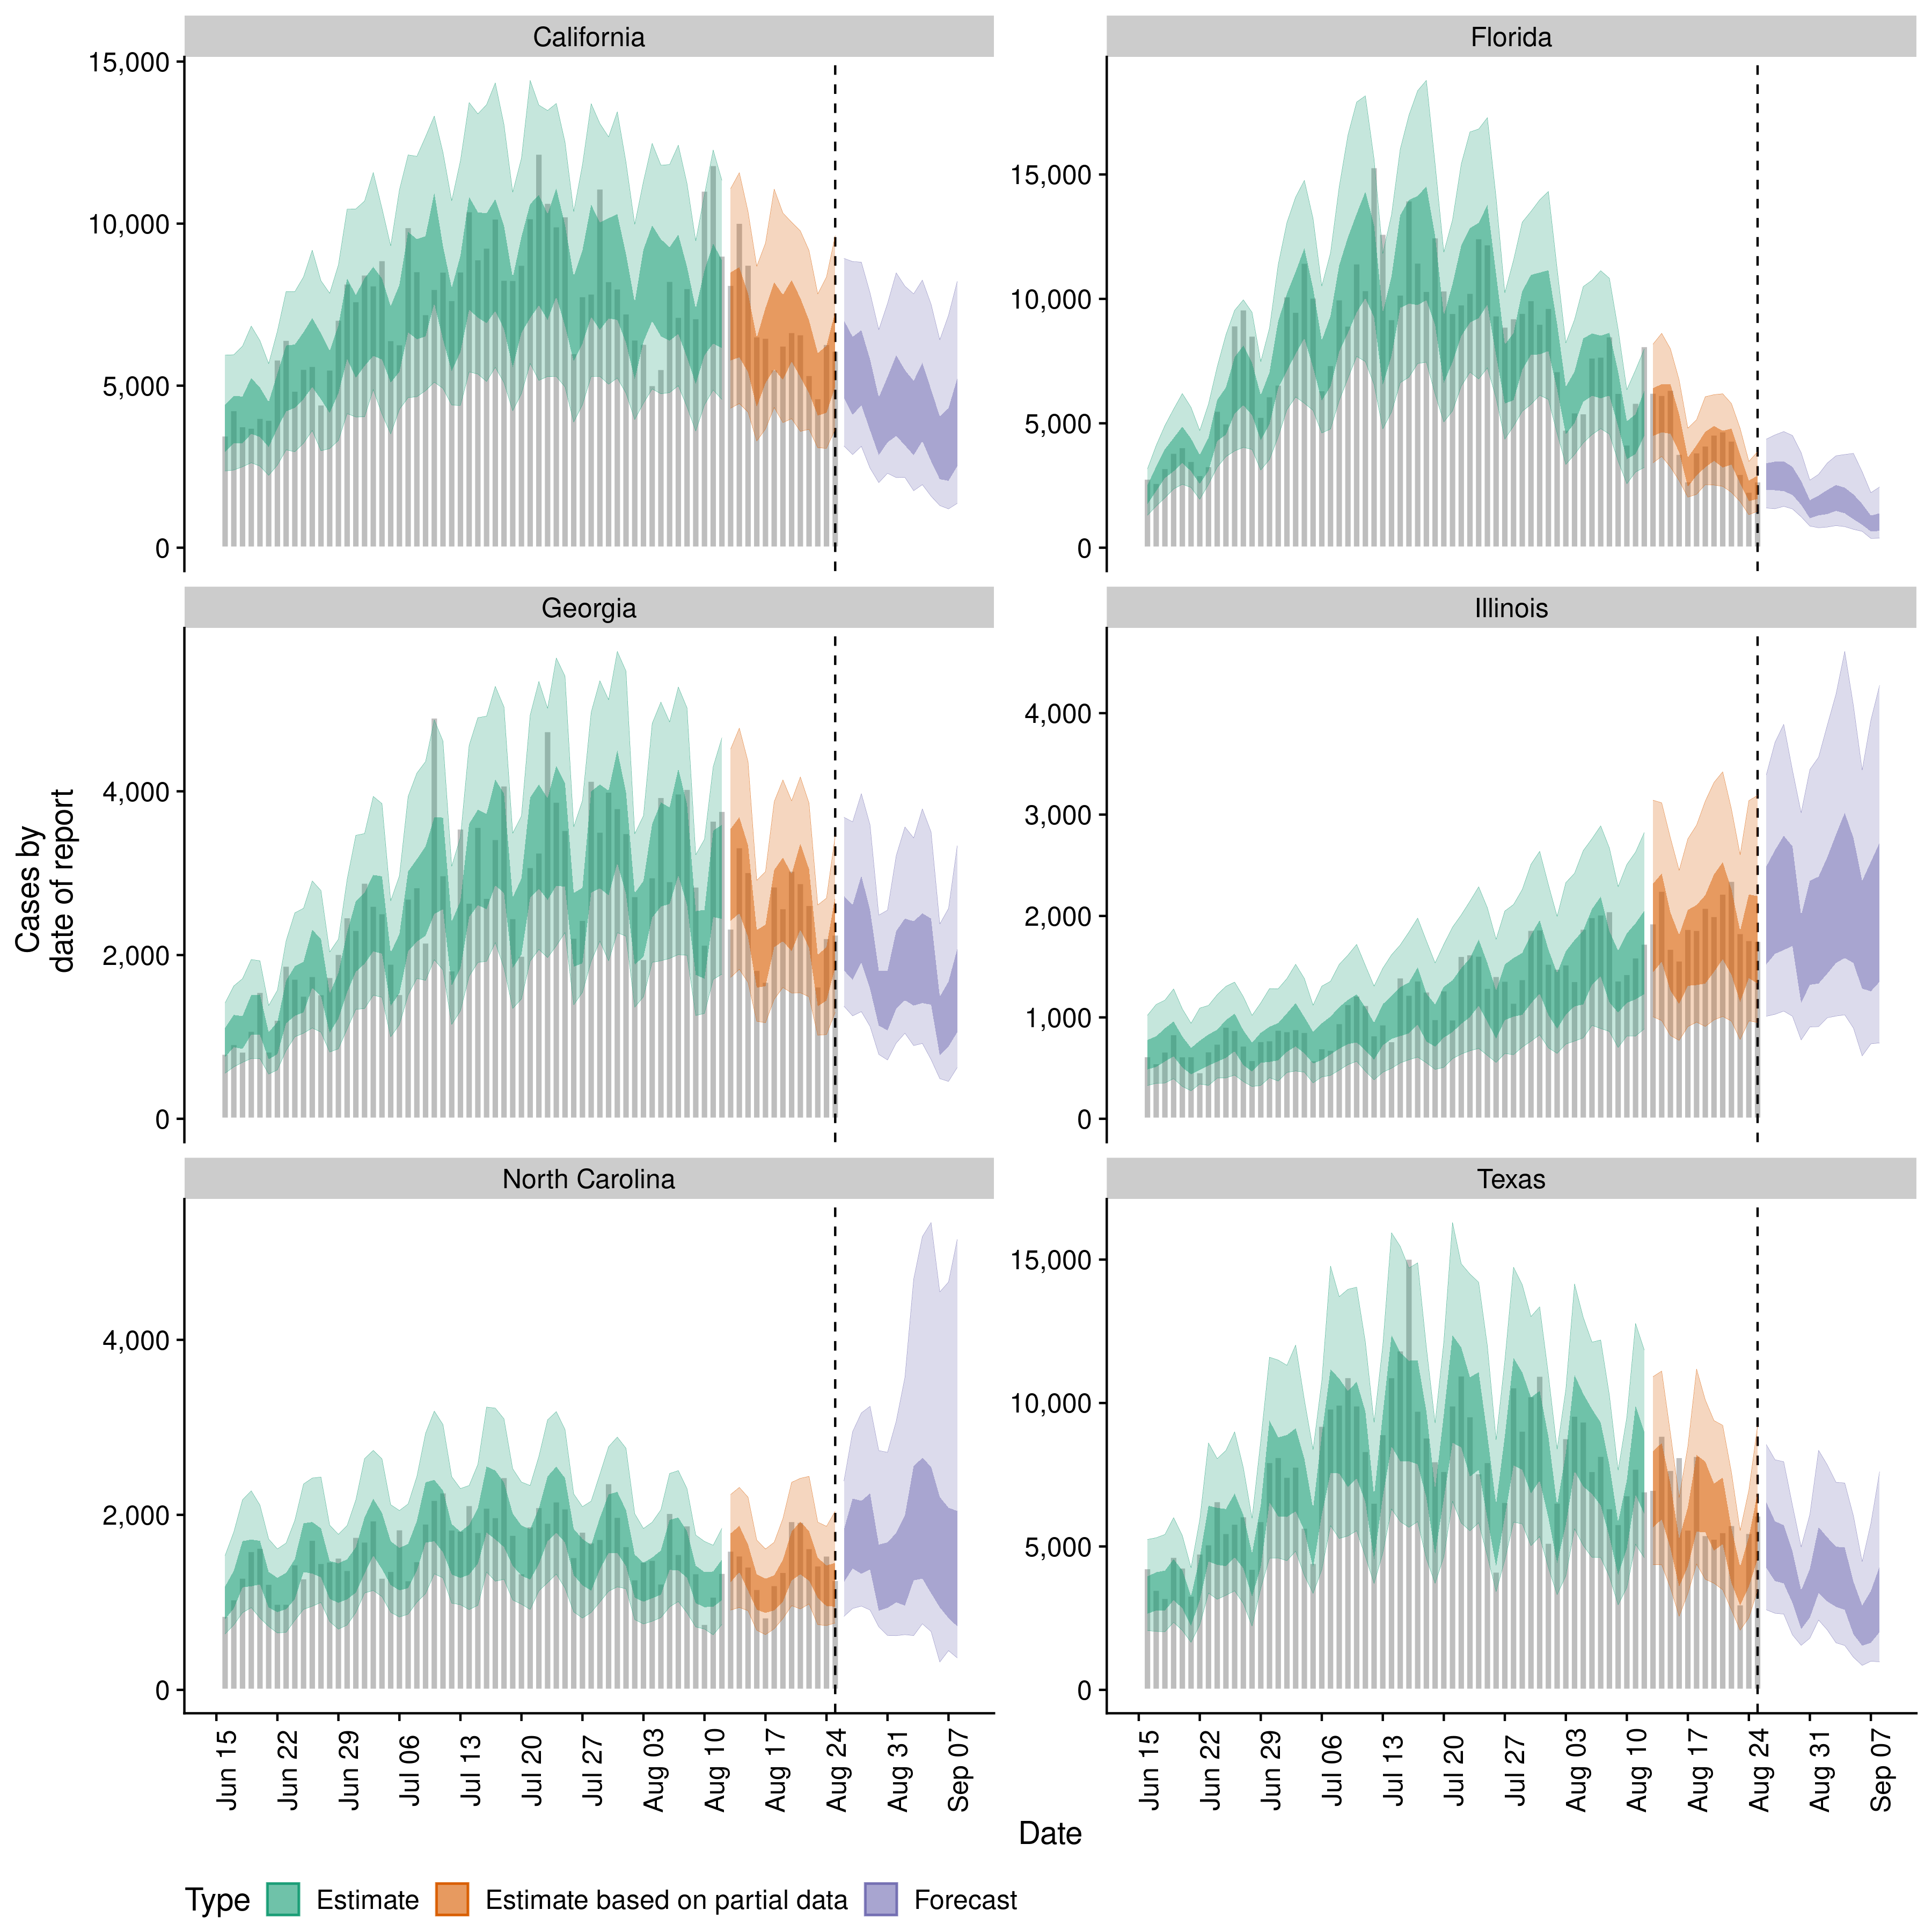 California
Florida
15,000
10,000
5,000
0
15,000
10,000
5,000
0
Georgia
Illinois
4,000
2,000
0
4,000
3,000
2,000
1,000
0
Cases by
date of report
North Carolina
Texas
4,000
2,000
0
15,000
10,000
5,000
0
Jun 15
Jun 22
Jun 29
Jul 06
Jul 13
Jul 20
Jul 27
Aug 03
Aug 10
Aug 17
Aug 24
Aug 31
Sep 07
Jun 15
Jun 22
Jun 29
Jul 06
Jul 13
Jul 20
Jul 27
Aug 03
Aug 10
Aug 17
Aug 24
Aug 31
Sep 07
Date
Type Estimate Estimate based on partial data Forecast